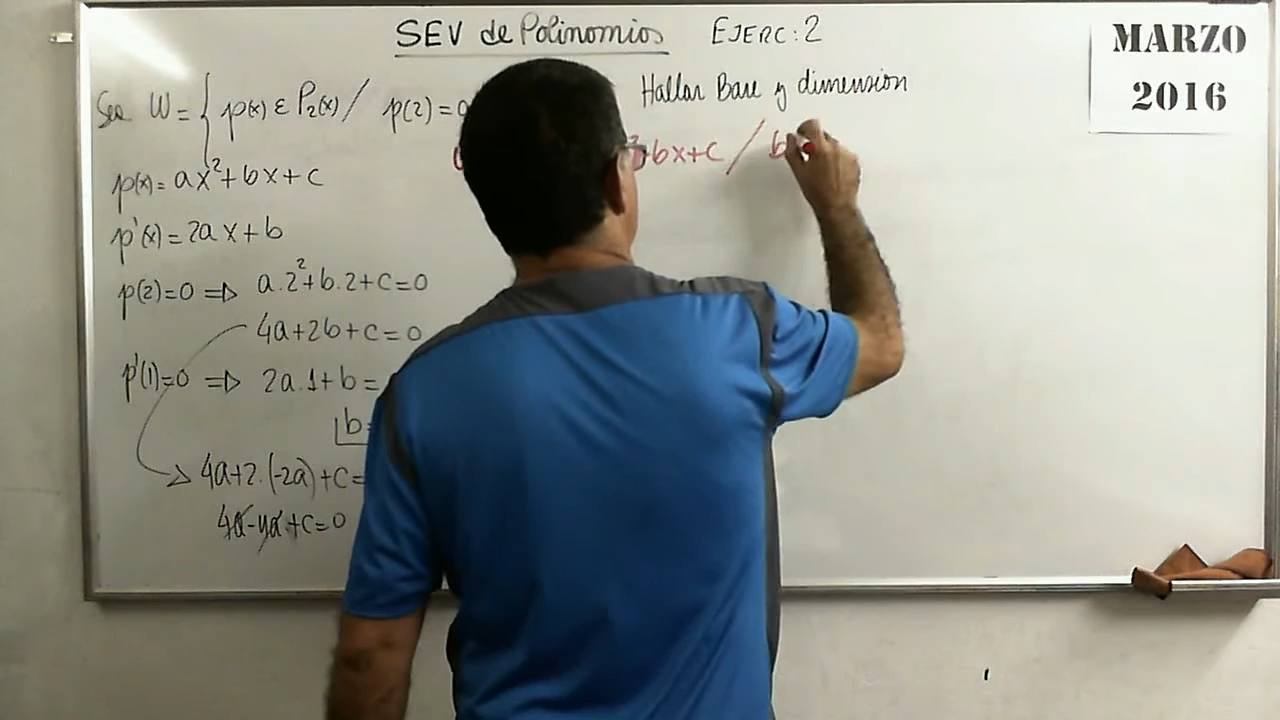 SEV de Polinomios EJERC: 2
MARZO
2016
Sea W = { p(x) ∈ P₂(x) / p(2) = 0
Hallar Base y dimension
²+bx+c / b
p(x) = ax² + bx + c
p'(x) = 2ax + b
p(2)=0 ⇒ a.2² + b.2 + c = 0
4a + 2b + c = 0
p'(1)=0 ⇒ 2a.1 + b =
b =
4a + 2.(-2a) + c =
4a - 4a + c = 0